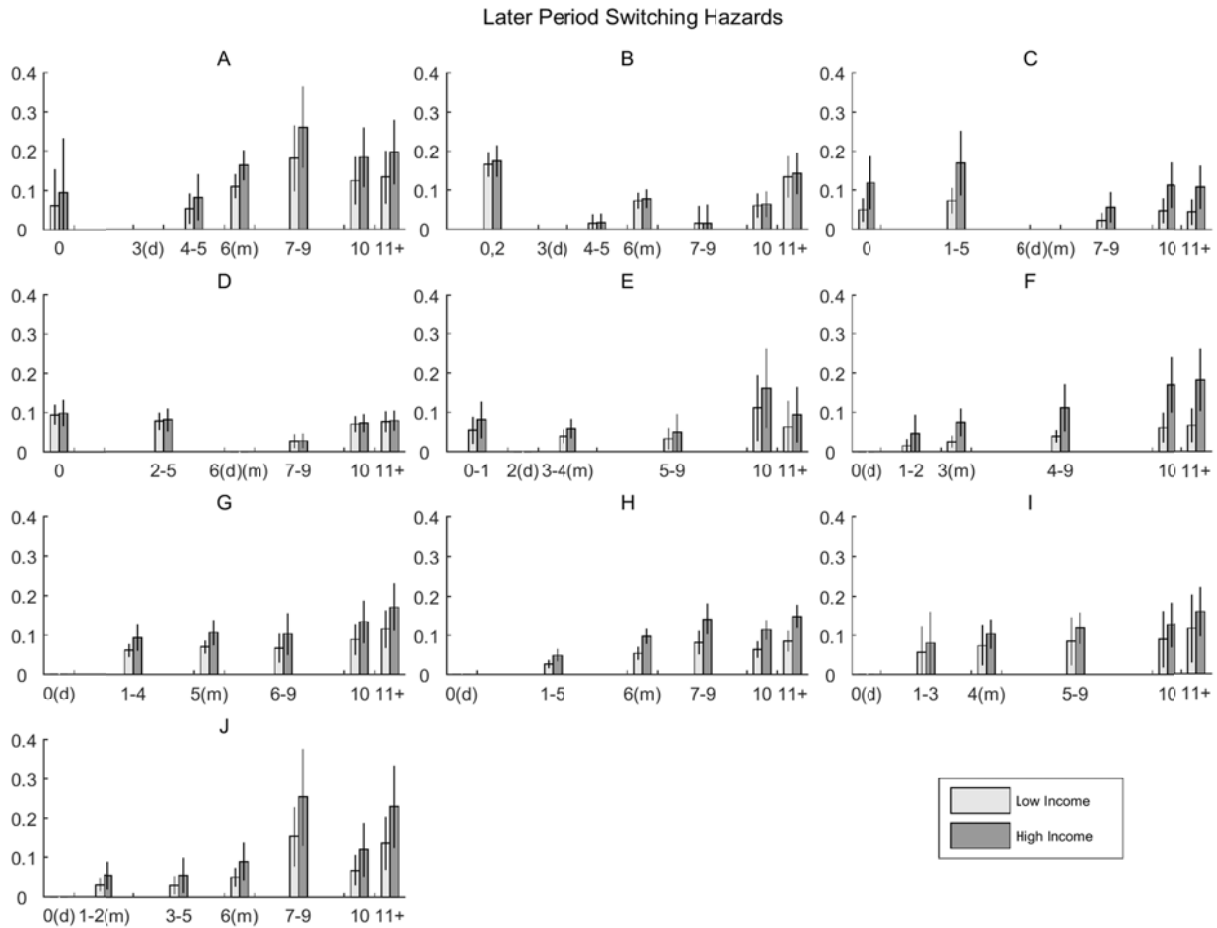 Later Period Switching Hazards
A B C
0.4 0.4 0.4
0.3 0.3 0.3
0.2 0.2 0.2
0.1 0.1 0.1
0 0 0
0 3(d) 4-5 6(m) 7-9 10 11+ 0,2 3(d) 4-5 6(m) 7-9 10 11+ 0 1-5 6(d)(m) 7-9 10 11+
D E F
0.4 0.4 0.4
0.3 0.3 0.3
0.2 0.2 0.2
0.1 0.1 0.1
0 0 0
0 2-5 6(d)(m) 7-9 10 11+ 0-1 2(d) 3-4(m) 5-9 10 11+ 0(d) 1-2 3(m) 4-9 10 11+
G H I
0.4 0.4 0.4
0.3 0.3 0.3
0.2 0.2 0.2
0.1 0.1 0.1
0 0 0
0(d) 1-4 5(m) 6-9 10 11+ 0(d) 1-5 6(m) 7-9 10 11+ 0(d) 1-3 4(m) 5-9 10 11+
J
0.4
0.3
0.2
0.1
0
0(d) 1-2(m) 3-5 6(m) 7-9 10 11+
Low Income
High Income